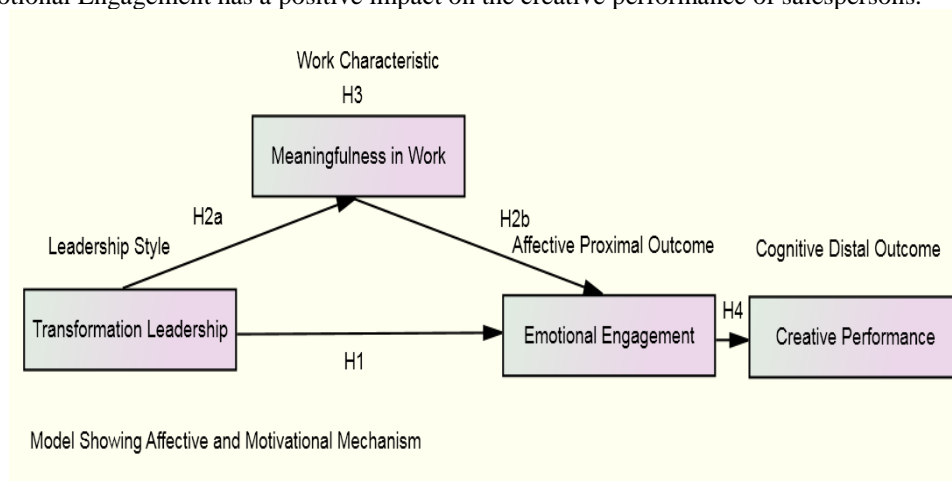 Emotional Engagement has a positive impact on the creative performance of salespersons.
Work Characteristic
H3
Meaningfulness in Work
H2a
H2b
Leadership Style
Affective Proximal Outcome
Cognitive Distal Outcome
Transformation Leadership
Emotional Engagement
H4
Creative Performance
H1
Model Showing Affective and Motivational Mechanism